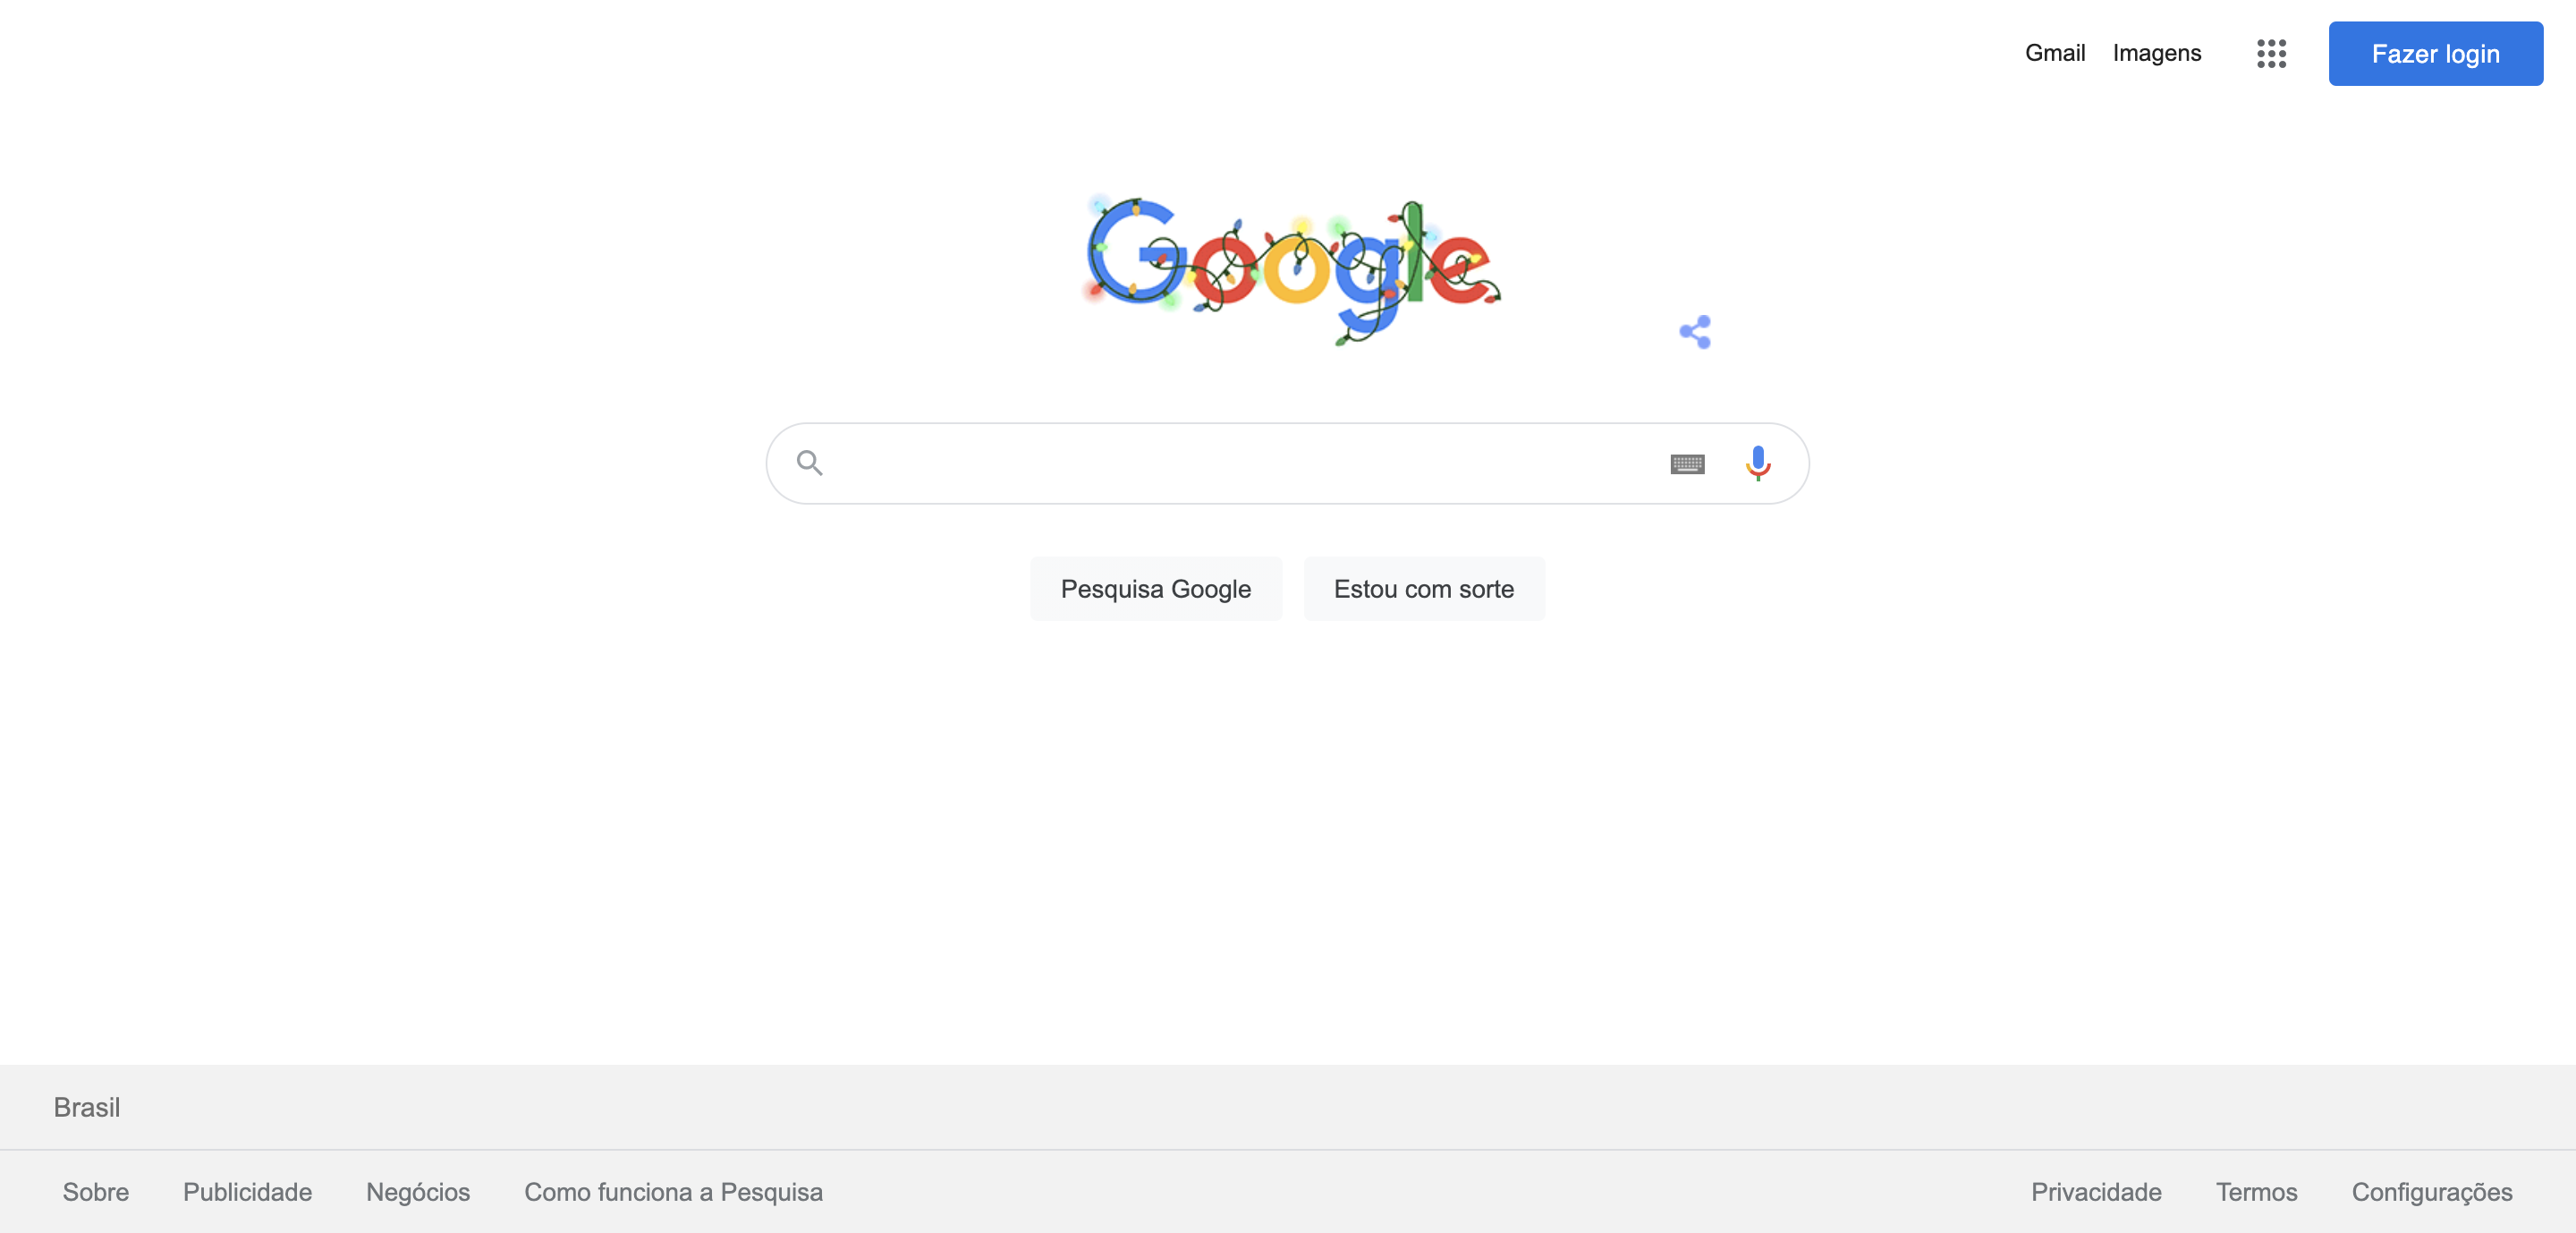 Gmail Imagens Fazer login
Google
Pesquisa Google Estou com sorte
Brasil
Sobre Publicidade Negócios Como funciona a Pesquisa Privacidade Termos Configurações